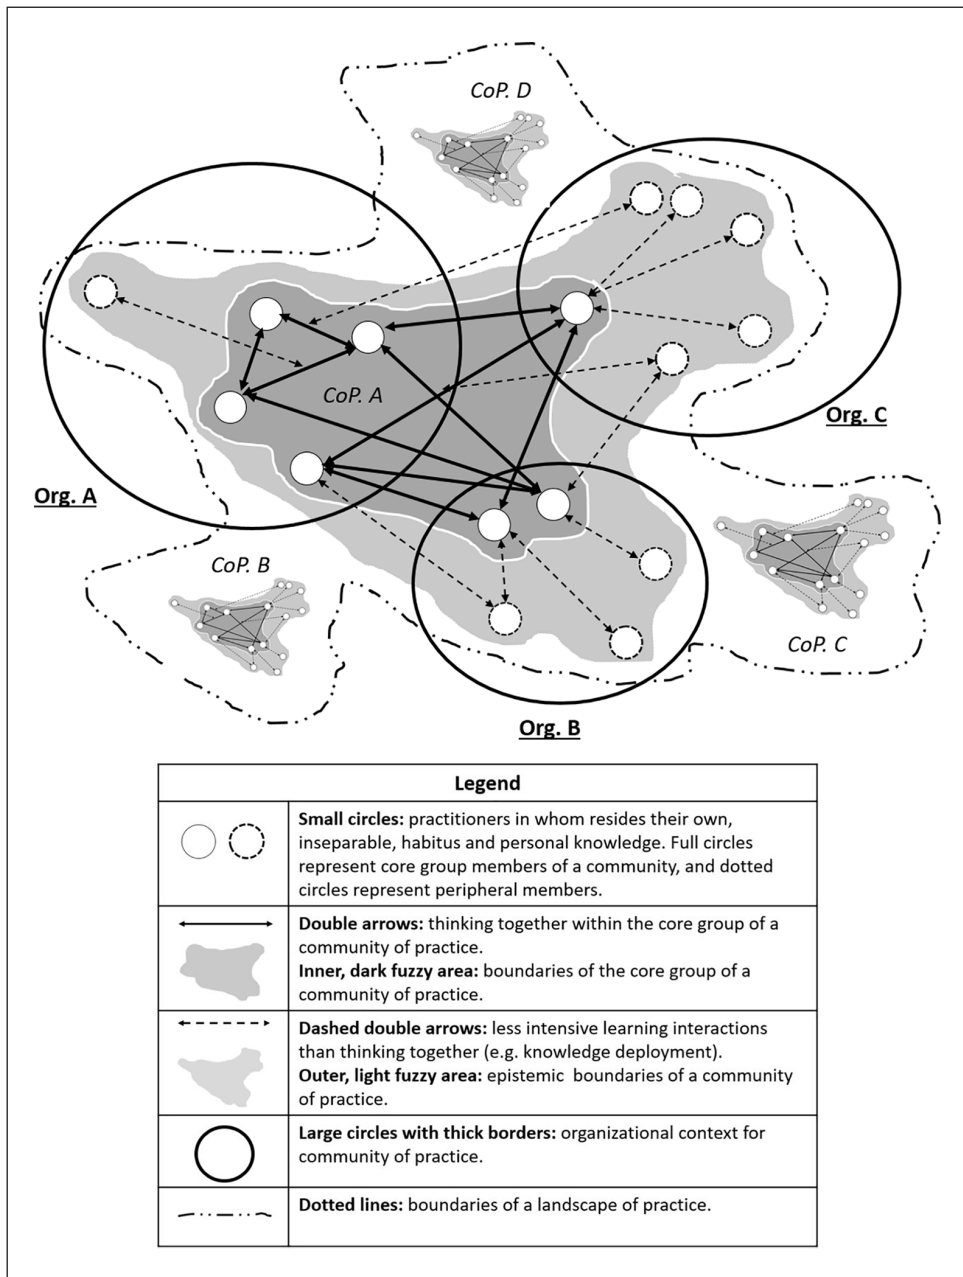 CoP. D
CoP. A
Org. C
Org. A
CoP. B
CoP. C
Org. B
Legend
Small circles: practitioners in whom resides their own,
inseparable, habitus and personal knowledge. Full circles
represent core group members of a community, and dotted
circles represent peripheral members.
Double arrows: thinking together within the core group of a
community of practice.
Inner, dark fuzzy area: boundaries of the core group of a
community of practice.
Dashed double arrows: less intensive learning interactions
than thinking together (e.g. knowledge deployment).
Outer, light fuzzy area: epistemic boundaries of a community
of practice.
Large circles with thick borders: organizational context for
community of practice.
Dotted lines: boundaries of a landscape of practice.